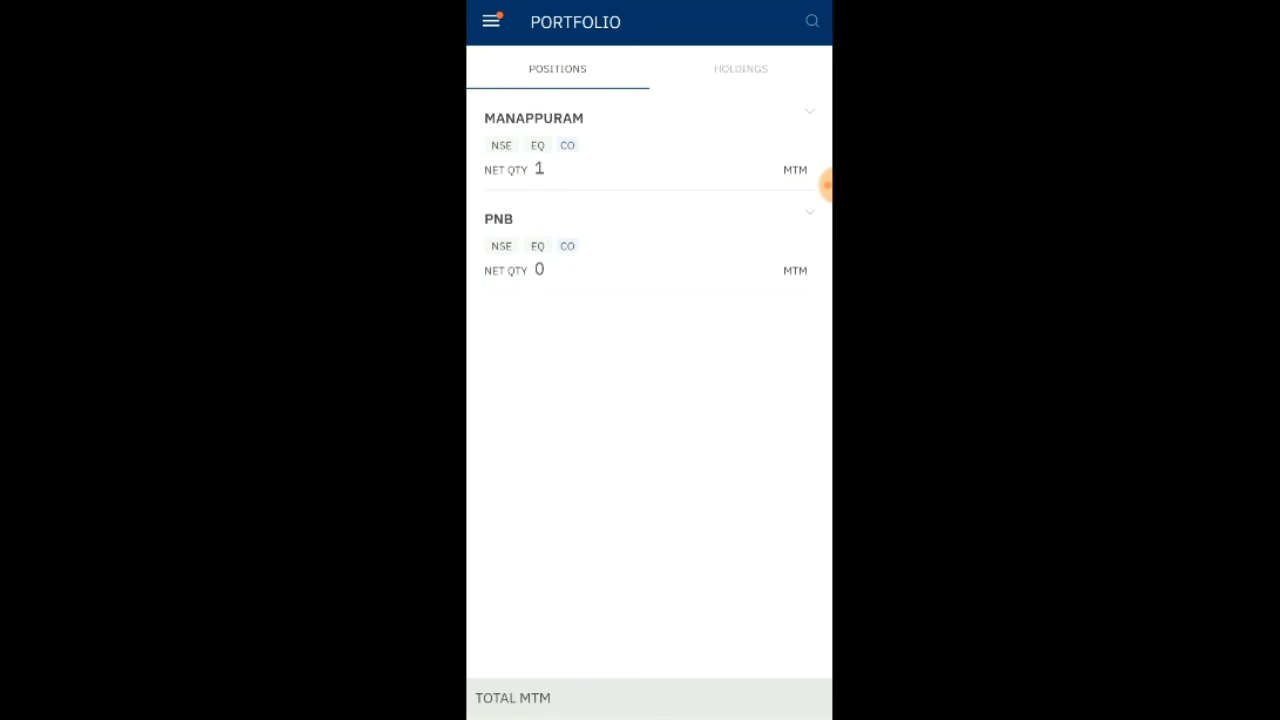 PORTFOLIO
POSITIONS HOLDINGS
MANAPPURAM
NSE EQ CO
NET QTY 1 MTM
PNB
NSE EQ CO
NET QTY 0 MTM
TOTAL MTM